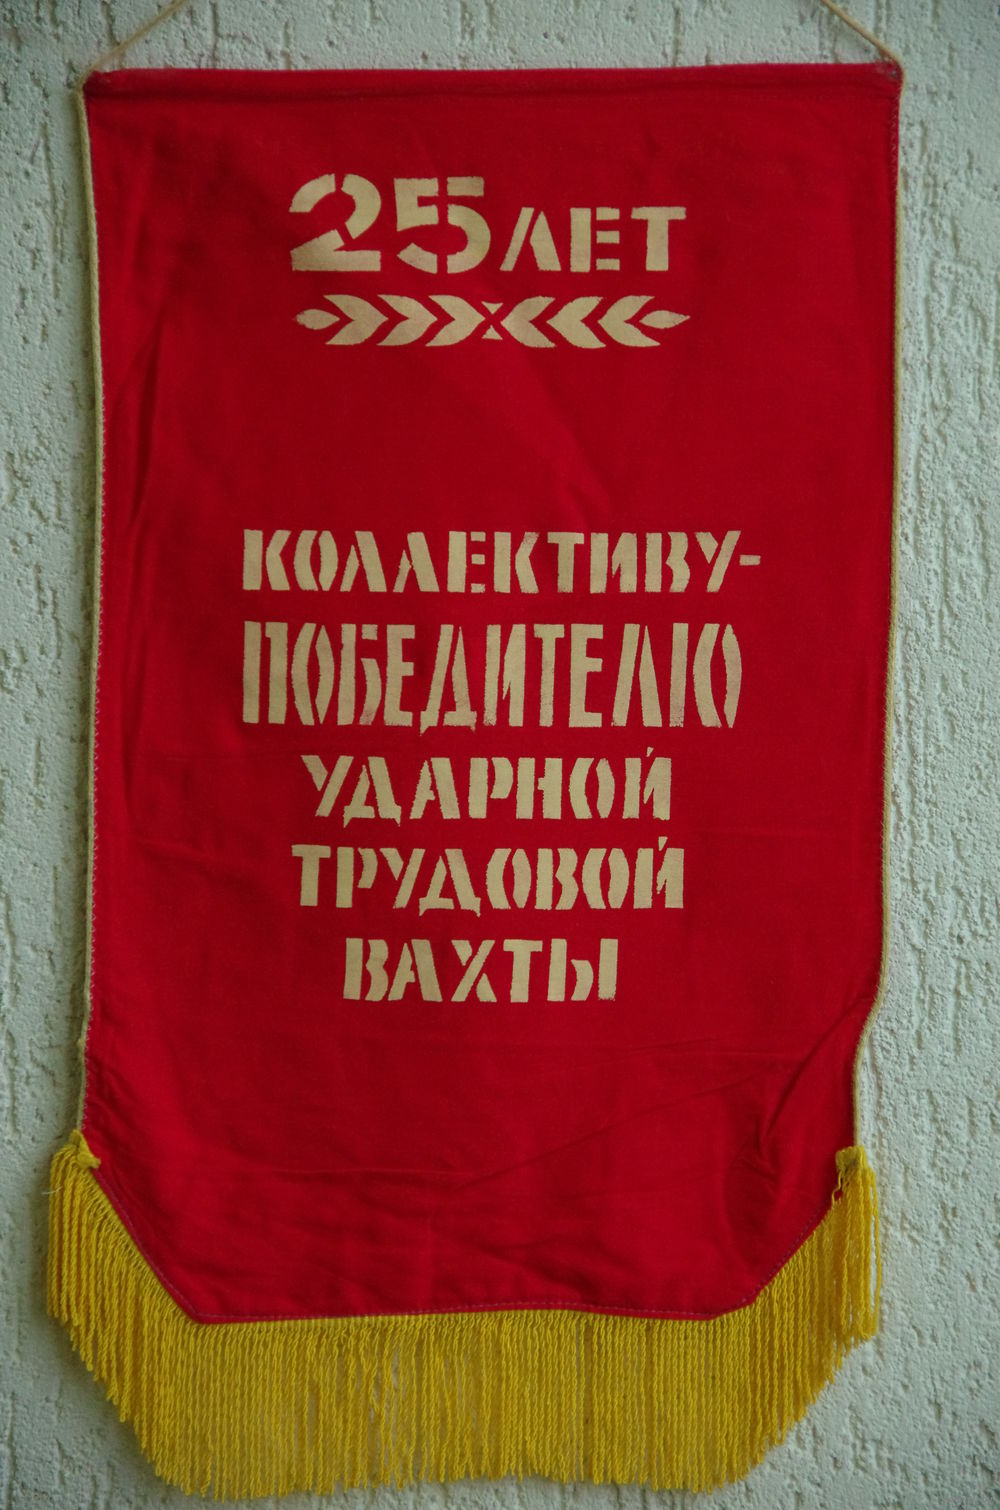 25 ЛЕТ
КОЛЛЕКТИВУ-
ПОБЕДИТЕЛЮ
УДАРНОЙ
ТРУДОВОЙ
ВАХТЫ